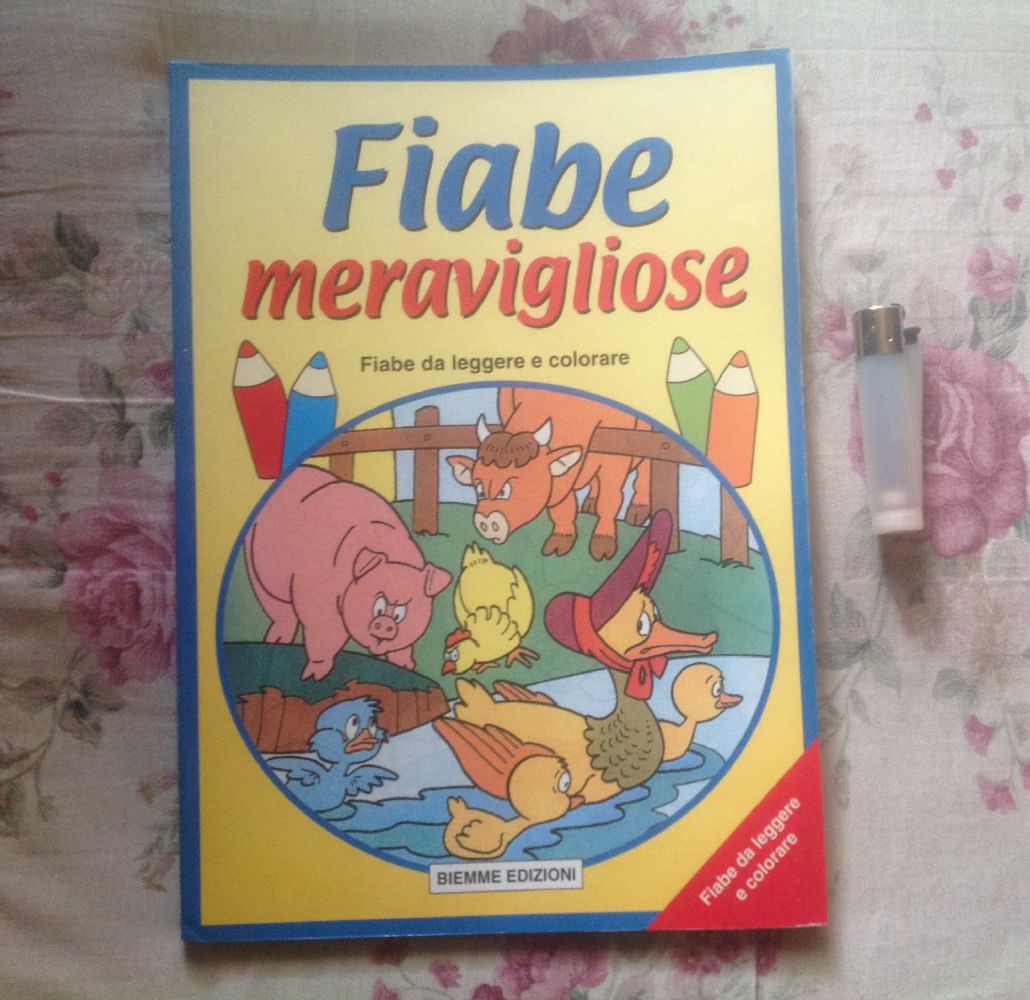 Fiabe
meravigliose
Fiabe da leggere e colorare
BIEMME EDIZIONI
Fiabe da leggere
e colorare